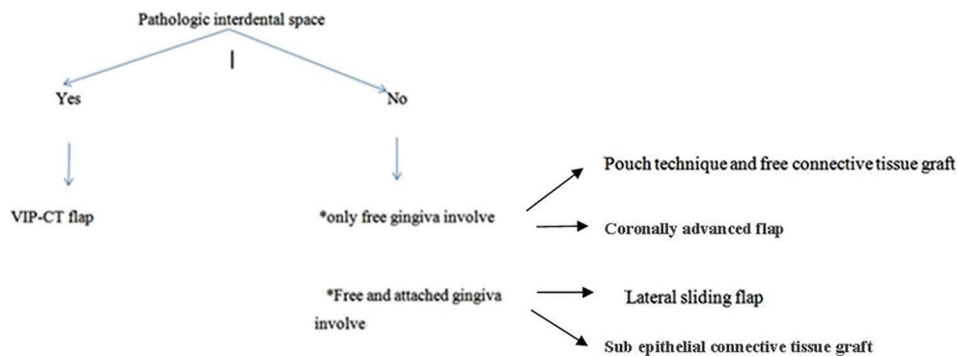 Pathologic interdental space
Yes
No
Pouch technique and free connective tissue graft
VIP-CT flap
*only free gingiva involve
Coronally advanced flap
*Free and attached gingiva
involve
Lateral sliding flap
Sub epithelial connective tissue graft